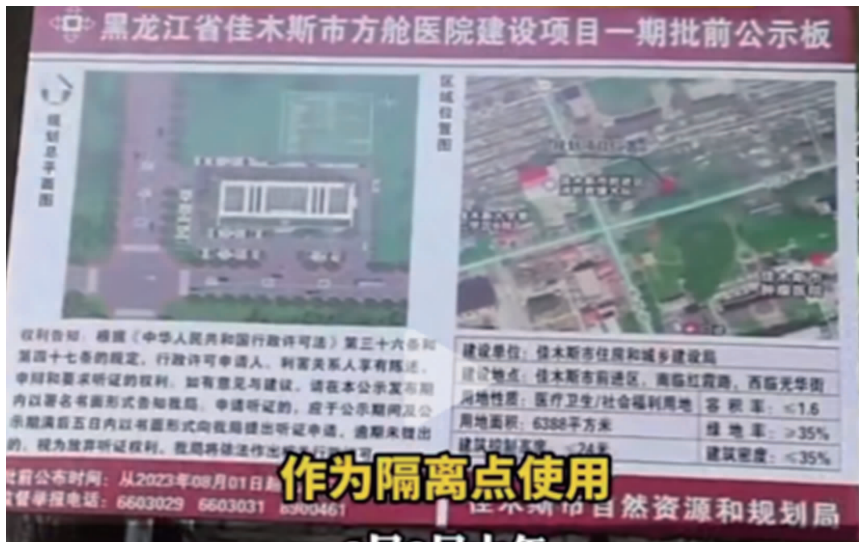 黑龙江省佳木斯市方舱医院建设项目一期批前公示板
规划总平面图
区域位置图
权利告知：根据《中华人民共和国行政许可法》第三十六条和
第四十七条的规定，行政许可申请人、利害关系人享有陈述、
申辩和要求听证的权利，如有意见与建议，请在本公示发布期
内以署名书面形式告知我局；申请听证的，应于公示期间及公
示期满后五日内以书面形式向我局提出听证申请，逾期未提出
的，视为放弃听证权利，我局将依法作出
建设单位：佳木斯市住房和城乡建设局
建设地点：佳木斯市前进区，南临红霞路，西临光华街
用地性质：医疗卫生/社会福利用地
容积率：≤1.6
用地面积：6388平方米
绿地率：≥35%
建筑控制高度：≤24米
建筑密度：≤35%
批前公布时间：从2023年08月01日
监督举报电话：6603029 6603031
佳木斯市自然资源和规划局
作为隔离点使用